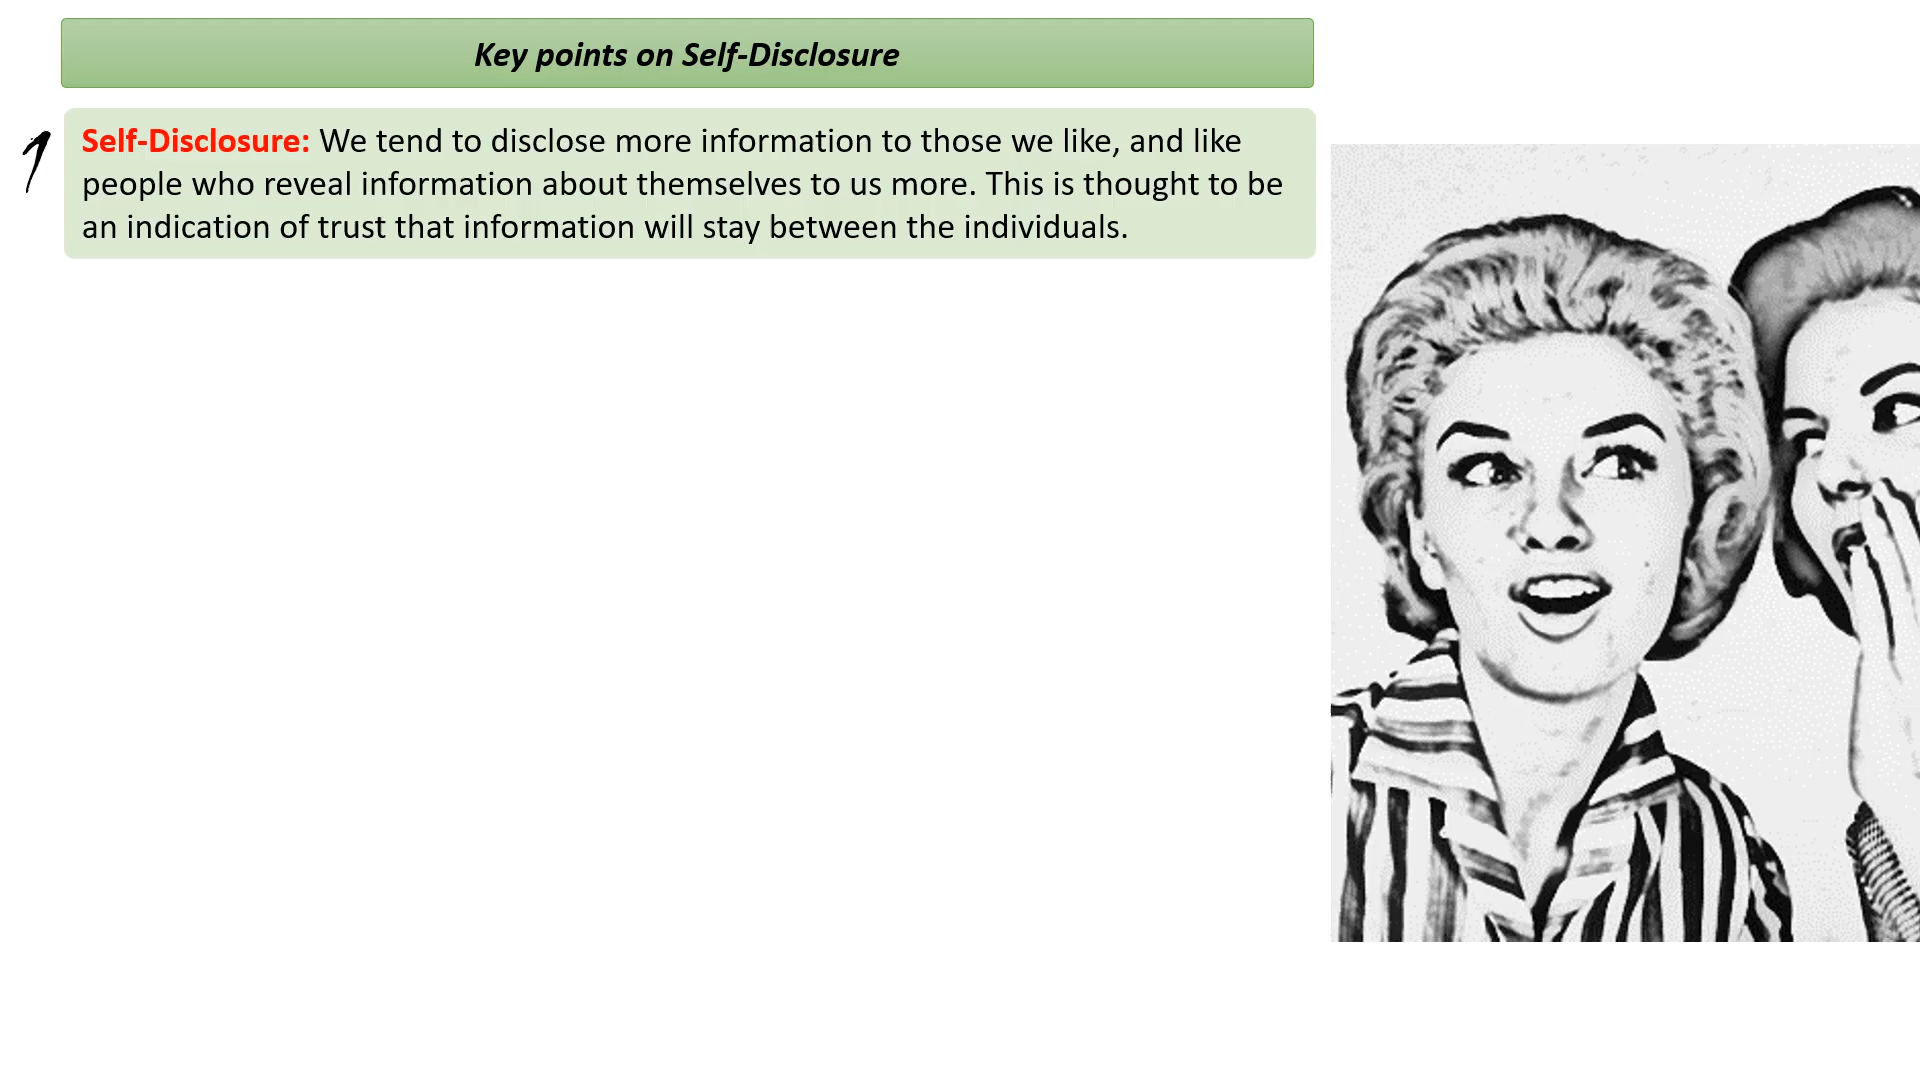 Key points on Self-Disclosure
1
Self-Disclosure: We tend to disclose more information to those we like, and like
people who reveal information about themselves to us more. This is thought to be
an indication of trust that information will stay between the individuals.